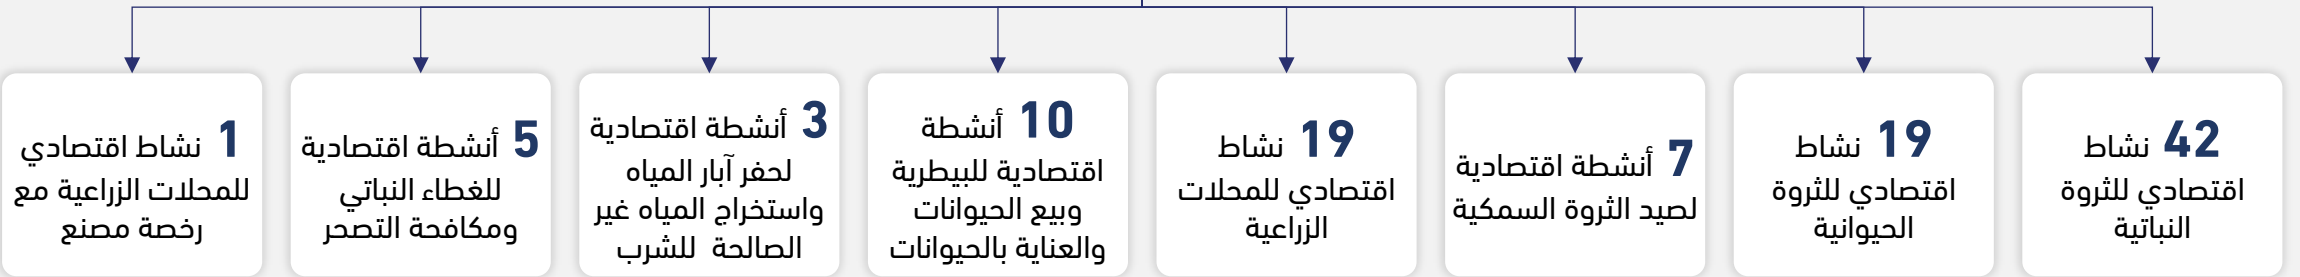 42 نشاط
اقتصادي للثروة
النباتية
19 نشاط
اقتصادي للثروة
الحيوانية
7 أنشطة اقتصادية
لصيد الثروة السمكية
19 نشاط
اقتصادي للمحلات
الزراعية
10 أنشطة
اقتصادية للبيطرية
وبيع الحيوانات
والعناية بالحيوانات
3 أنشطة اقتصادية
لحفر آبار المياه
واستخراج المياه غير
الصالحة للشرب
5 أنشطة اقتصادية
للغطاء النباتي
ومكافحة التصحر
1 نشاط اقتصادي
للمحلات الزراعية مع
رخصة مصنع